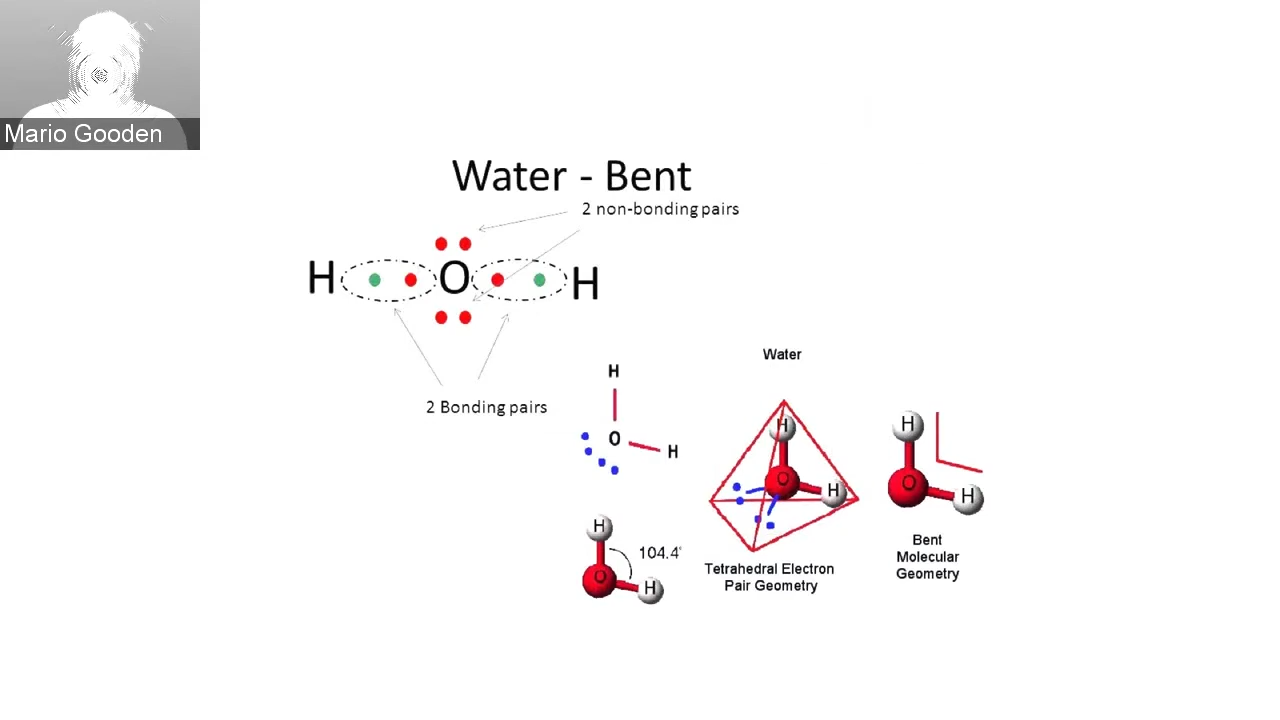 Mario Gooden
Water - Bent
2 non-bonding pairs
H O H
2 Bonding pairs
Water
H
O
H
H
O
H
104.4°
H
O
H
Tetrahedral Electron
Pair Geometry
H
O
H
Bent
Molecular
Geometry